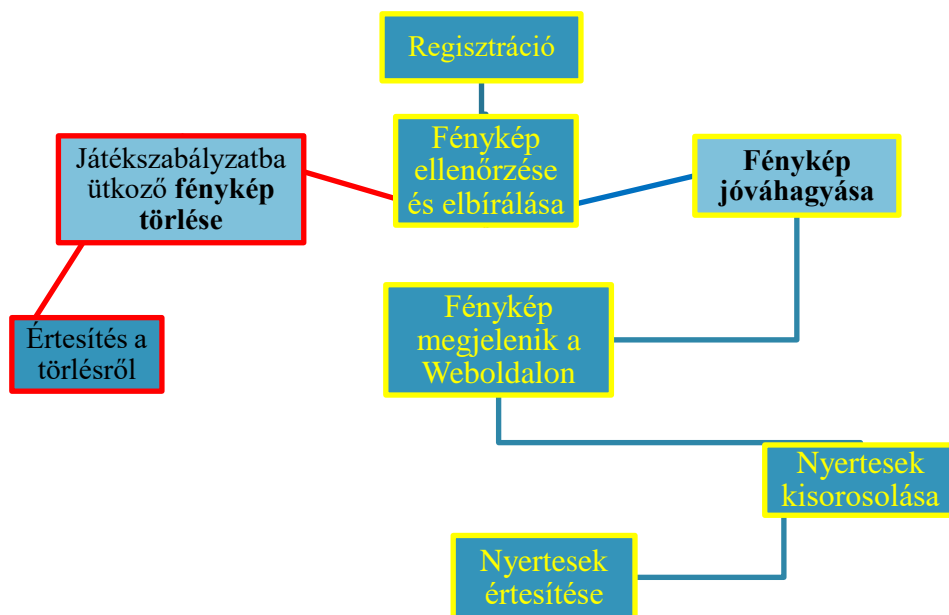 Regisztráció
Fénykép
ellenőrzése
és elbírálása
Játékszabályzatba
ütköző fénykép
törlése
Fénykép
jóváhagyása
Értesítés a
törlésről
Fénykép
megjelenik a
Weboldalon
Nyertesek
kisorosolása
Nyertesek
értesítése